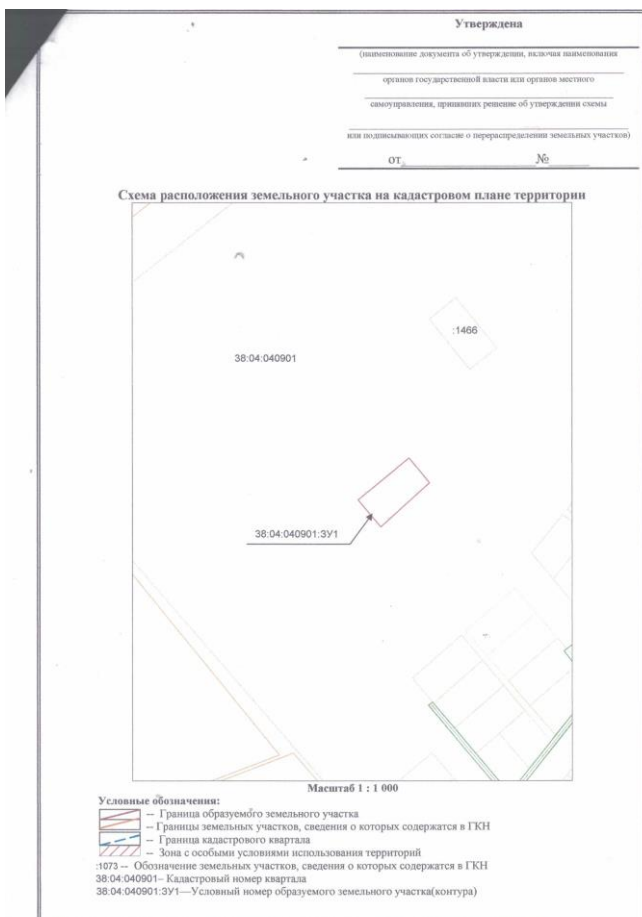 Утверждена
(наименование документа об утверждении, включая наименования
органов государственной власти или органов местного
самоуправления, принявших решение об утверждении схемы
или подписывающих согласие о перераспределении земельных участков)
от №
Схема расположения земельного участка на кадастровом плане территории
:1466
38:04:040901
38:04:040901:ЗУ1
Масштаб 1 : 1 000
Условные обозначения:
– Граница образуемого земельного участка
– Границы земельных участков, сведения о которых содержатся в ГКН
– Граница кадастрового квартала
– Зона с особыми условиями использования территорий
:1073 – Обозначение земельных участков, сведения о которых содержатся в ГКН
38:04:040901– Кадастровый номер квартала
38:04:040901:ЗУ1—Условный номер образуемого земельного участка(контура)